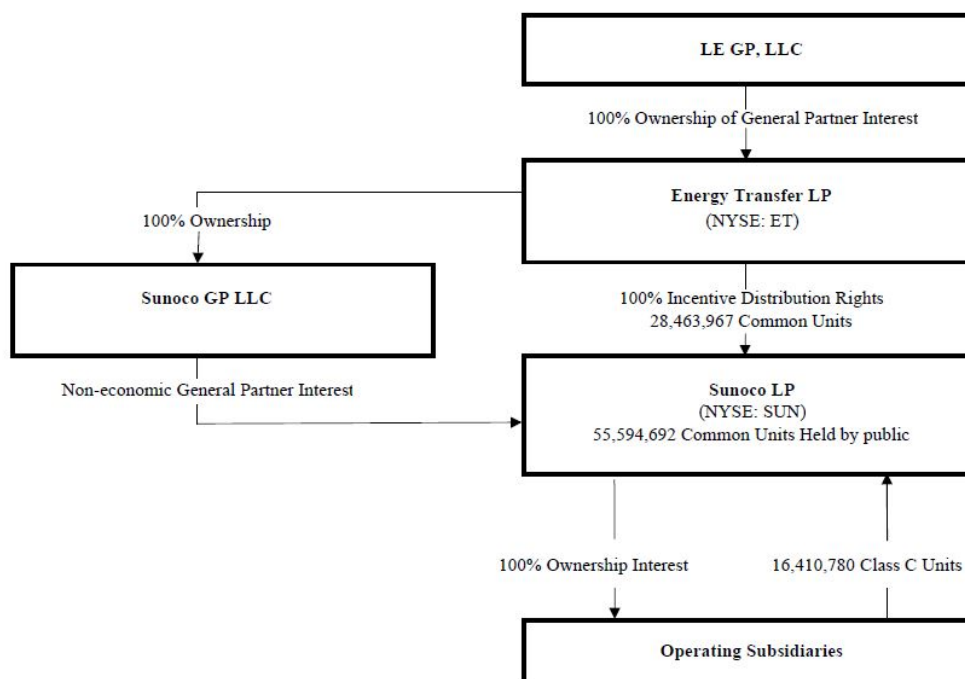 LE GP, LLC
100% Ownership of General Partner Interest
Energy Transfer LP
(NYSE: ET)
100% Ownership
Sunoco GP LLC
100% Incentive Distribution Rights
28,463,967 Common Units
Non-economic General Partner Interest
Sunoco LP
(NYSE: SUN)
55,594,692 Common Units Held by public
100% Ownership Interest
16,410,780 Class C Units
Operating Subsidiaries